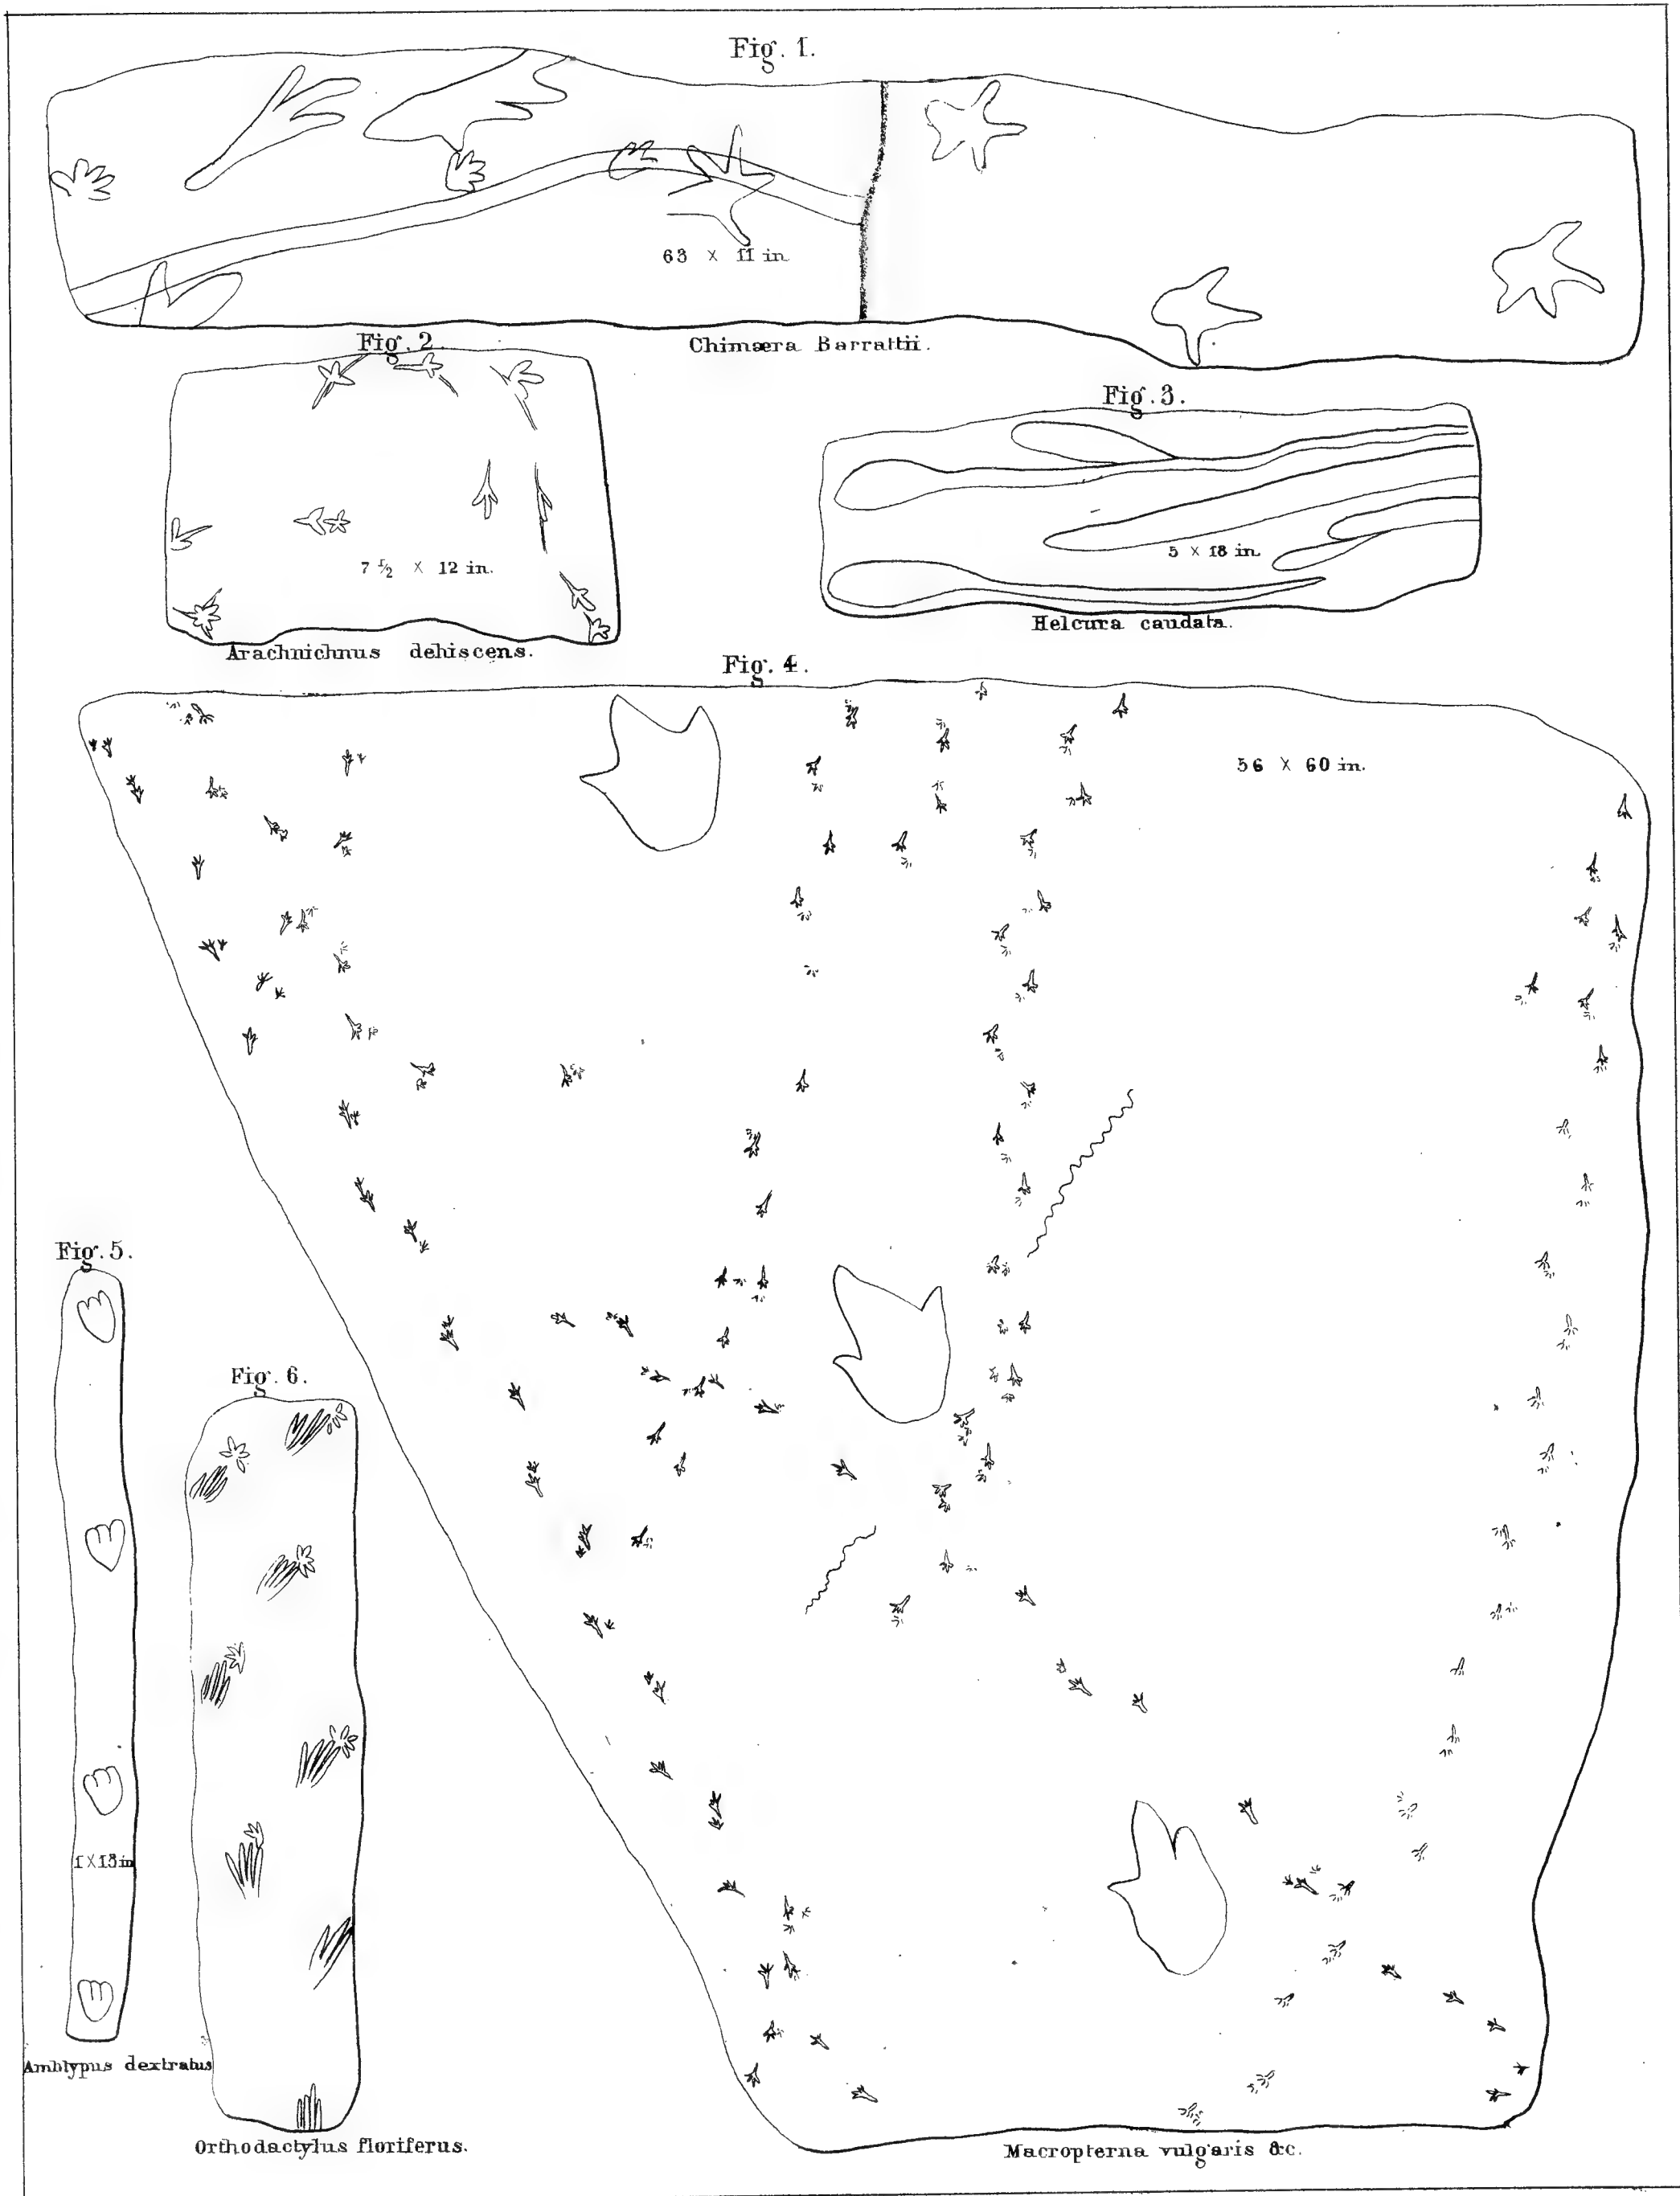 Fig. 1.
63 × 11 in
Chimæra Barrattii.
Fig. 2.
7 1/2 × 12 in.
Arachnichnus dehiscens.
Fig. 3.
5 × 18 in.
Helcura caudata.
Fig. 4.
56 × 60 in.
Macropterna vulgaris &c.
Fig. 5.
1 × 18 in
Amblypus dextratus
Fig. 6.
Orthodactylus floriferus.